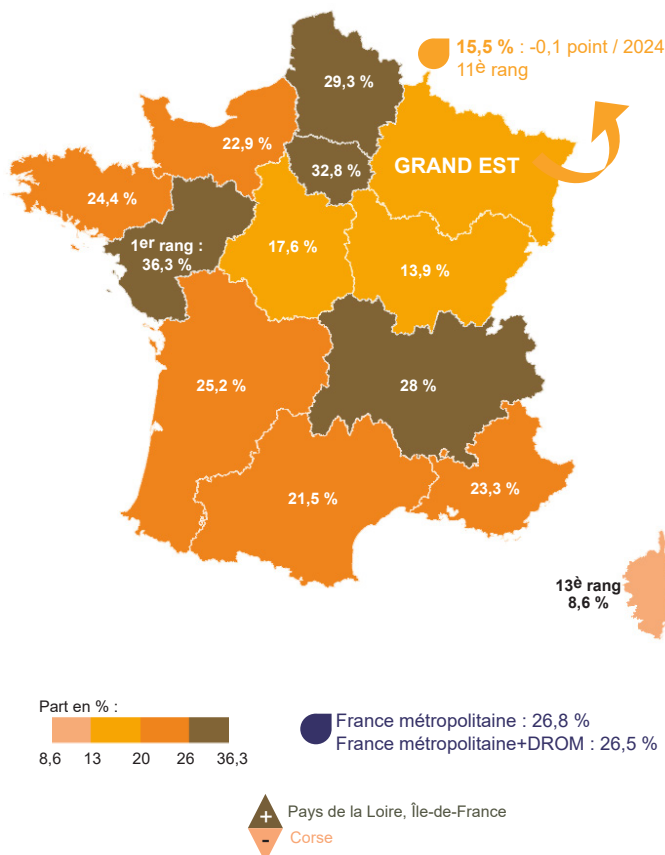 15,5 % : -0,1 point / 2024
11è rang
29,3 %
22,9 %
32,8 %
GRAND EST
24,4 %
1er rang :
36,3 %
17,6 %
13,9 %
25,2 %
28 %
21,5 %
23,3 %
13è rang
8,6 %
Part en % :
8,6 13 20 26 36,3
France métropolitaine : 26,8 %
France métropolitaine+DROM : 26,5 %
+ Pays de la Loire, Île-de-France
- Corse